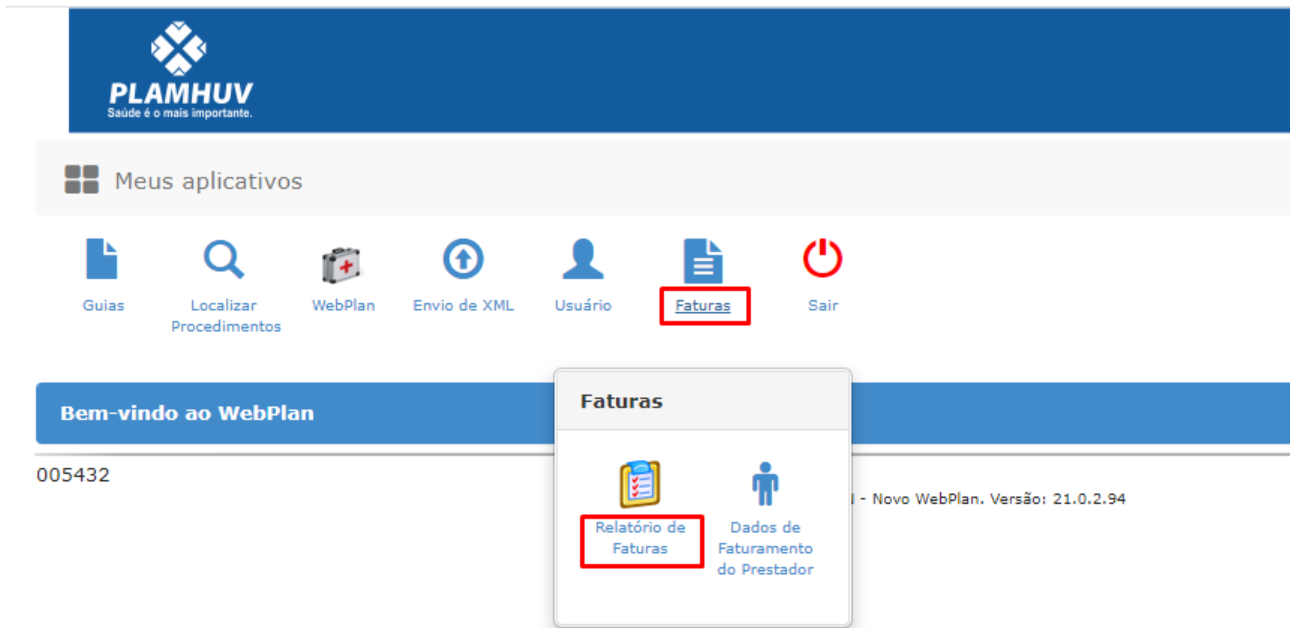 PLAMHUV
Saúde é o mais importante.
Meus aplicativos
Guias
Localizar
Procedimentos
WebPlan
Envio de XML
Usuário
Faturas
Sair
Bem-vindo ao WebPlan
005432
- Novo WebPlan. Versão: 21.0.2.94
Faturas
Relatório de
Faturas
Dados de
Faturamento
do Prestador